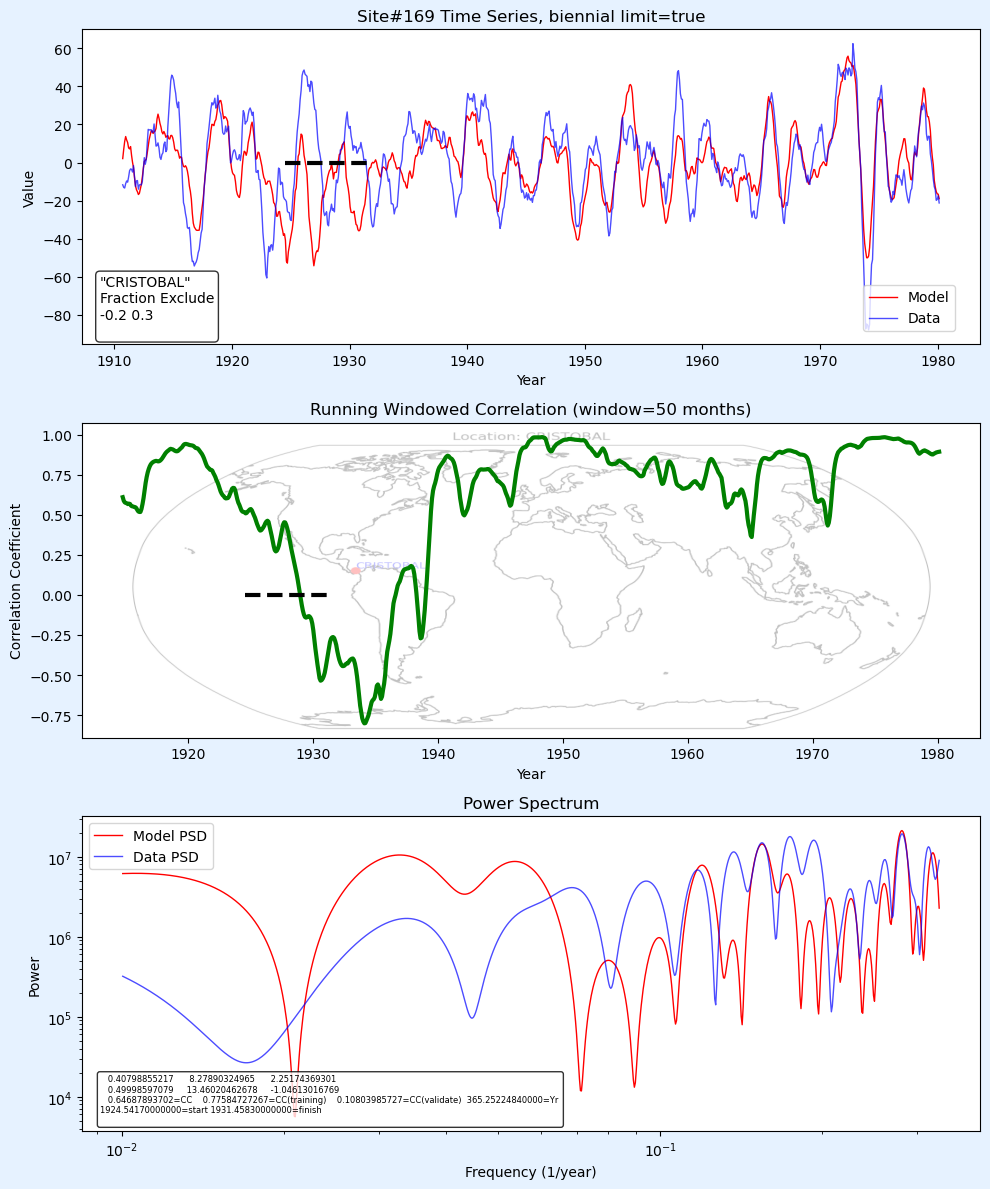 Site#169 Time Series, biennial limit=true
60
40
20
0
−20
−40
−60
−80
Value
"CRISTOBAL"
Fraction Exclude
-0.2 0.3
Model
Data
1910 1920 1930 1940 1950 1960 1970 1980
Year
Running Windowed Correlation (window=50 months)
Location: CRISTOBAL
1.00
0.75
0.50
0.25
0.00
−0.25
−0.50
−0.75
Correlation Coefficient
CRISTOBAL
1920 1930 1940 1950 1960 1970 1980
Year
Power Spectrum
Model PSD
Data PSD
10^7
10^6
10^5
10^4
Power
0.40798855217 8.27890324965 2.25174369301
0.49998597079 13.46020462678 -1.04613016769
0.64687893702=CC 0.77584727267=CC(training) 0.10803985727=CC(validate) 365.25224840000=Yr
1924.54170000000=start 1931.45830000000=finish
10^−2 10^−1
Frequency (1/year)